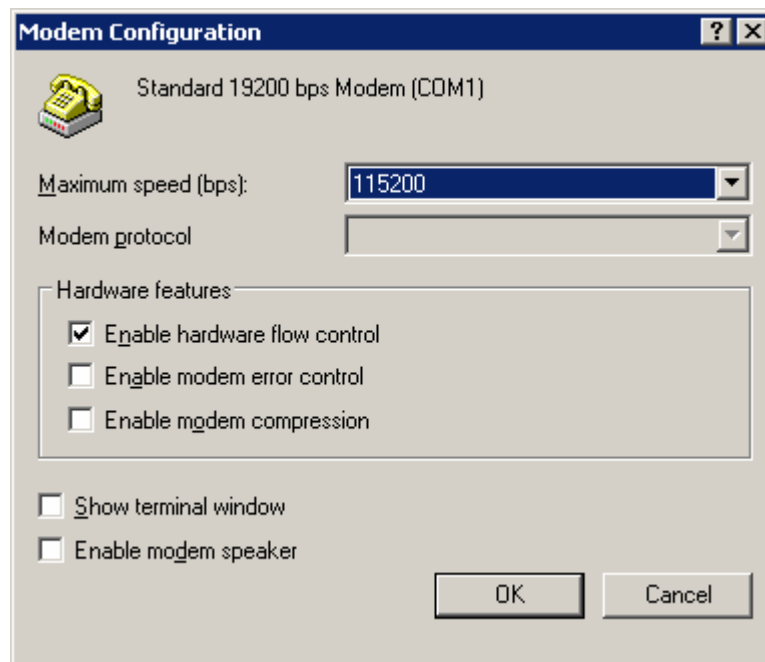 Modem Configuration
Standard 19200 bps Modem (COM1)
Maximum speed (bps): 115200
Modem protocol
Hardware features
Enable hardware flow control
Enable modem error control
Enable modem compression
Show terminal window
Enable modem speaker
OK Cancel